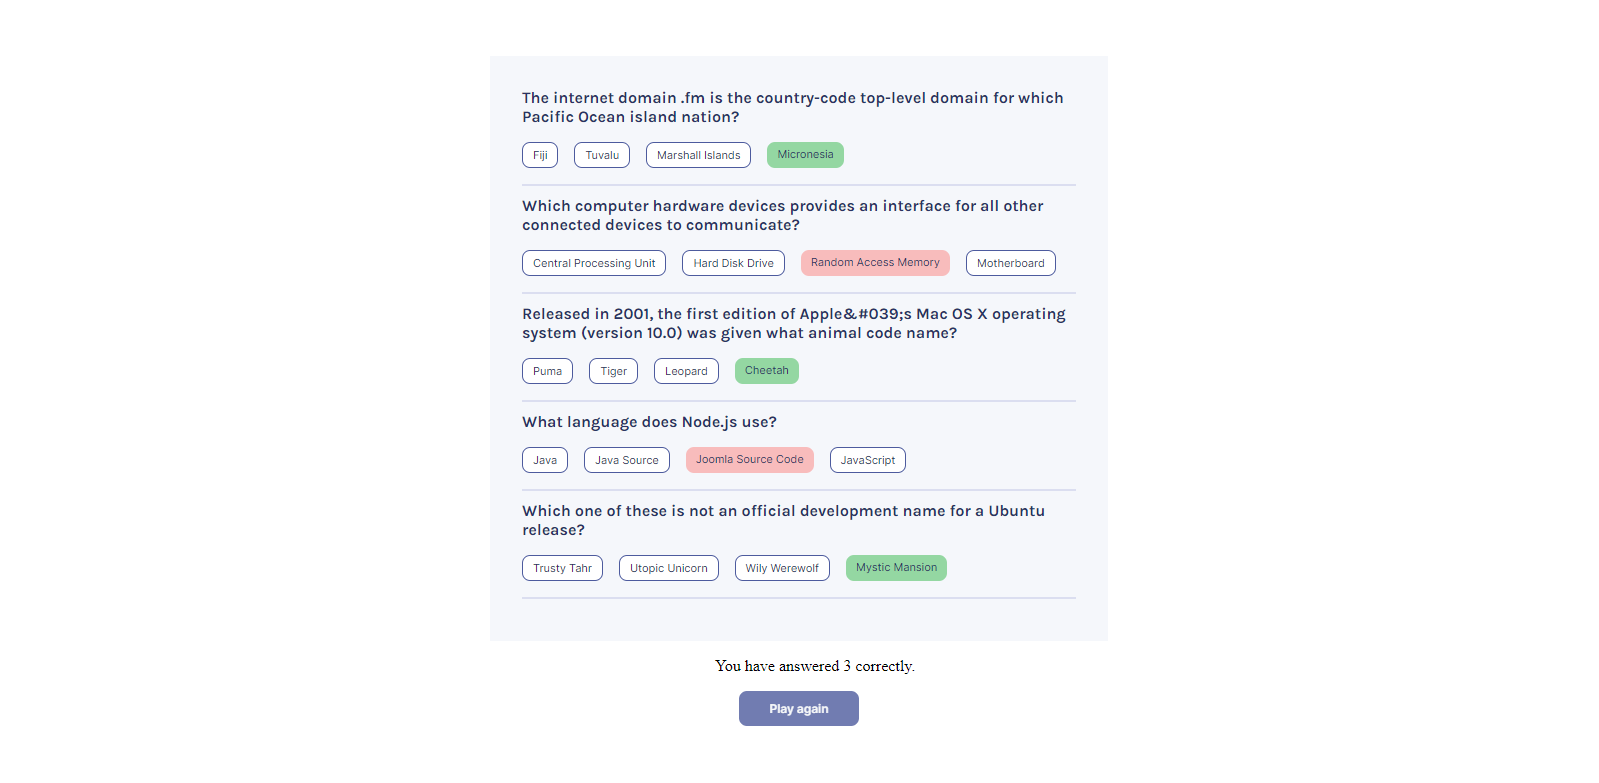 The internet domain .fm is the country-code top-level domain for which
Pacific Ocean island nation?
Fiji Tuvalu Marshall Islands Micronesia
Which computer hardware devices provides an interface for all other
connected devices to communicate?
Central Processing Unit Hard Disk Drive Random Access Memory Motherboard
Released in 2001, the first edition of Apple&#039;s Mac OS X operating
system (version 10.0) was given what animal code name?
Puma Tiger Leopard Cheetah
What language does Node.js use?
Java Java Source Joomla Source Code JavaScript
Which one of these is not an official development name for a Ubuntu
release?
Trusty Tahr Utopic Unicorn Wily Werewolf Mystic Mansion
You have answered 3 correctly.
Play again